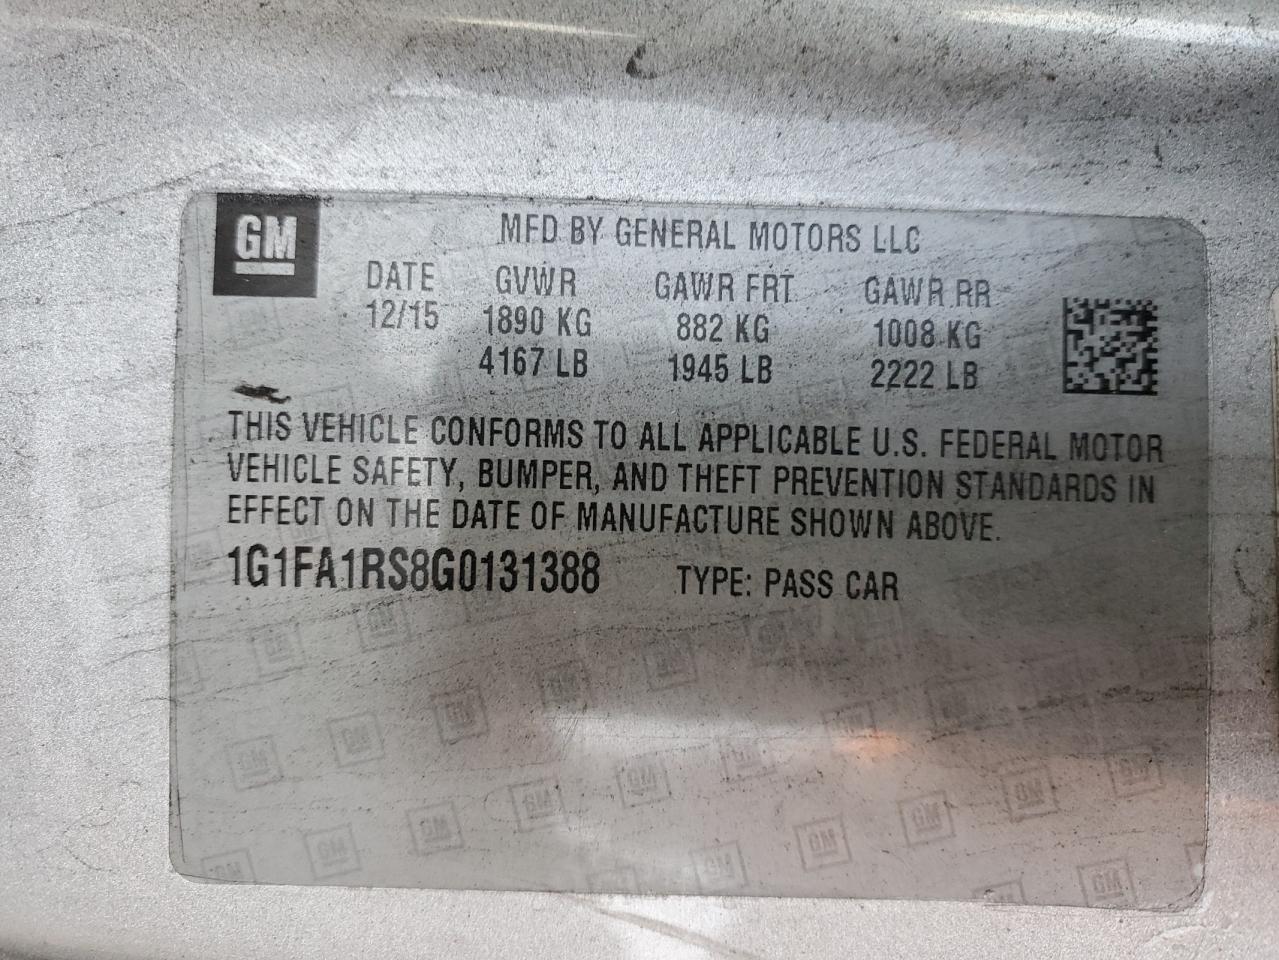 GM
MFD BY GENERAL MOTORS LLC
DATE GVWR GAWR FRT GAWR RR
12/15 1890 KG 882 KG 1008 KG
4167 LB 1945 LB 2222 LB
THIS VEHICLE CONFORMS TO ALL APPLICABLE U.S. FEDERAL MOTOR
VEHICLE SAFETY, BUMPER, AND THEFT PREVENTION STANDARDS IN
EFFECT ON THE DATE OF MANUFACTURE SHOWN ABOVE.
1G1FA1RS8G0131388 TYPE: PASS CAR